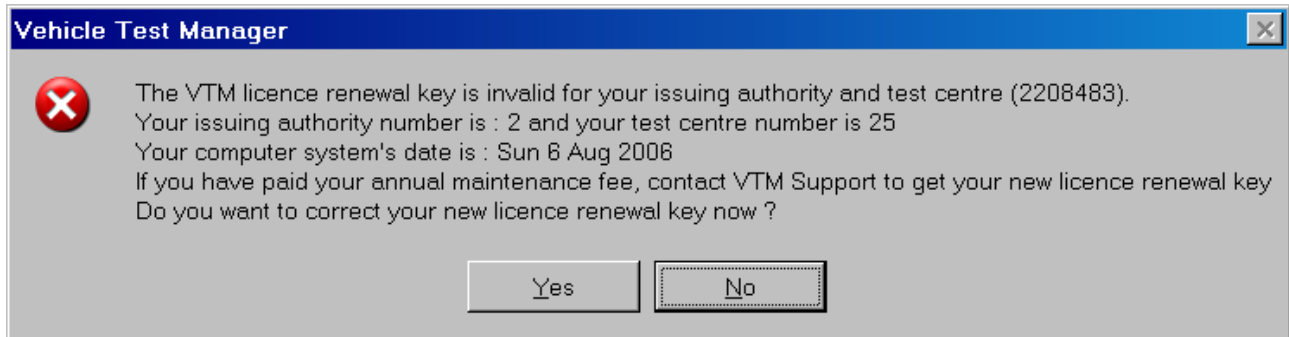 Vehicle Test Manager
The VTM licence renewal key is invalid for your issuing authority and test centre (2208483).
Your issuing authority number is : 2 and your test centre number is 25
Your computer system's date is : Sun 6 Aug 2006
If you have paid your annual maintenance fee, contact VTM Support to get your new licence renewal key
Do you want to correct your new licence renewal key now ?
Yes No